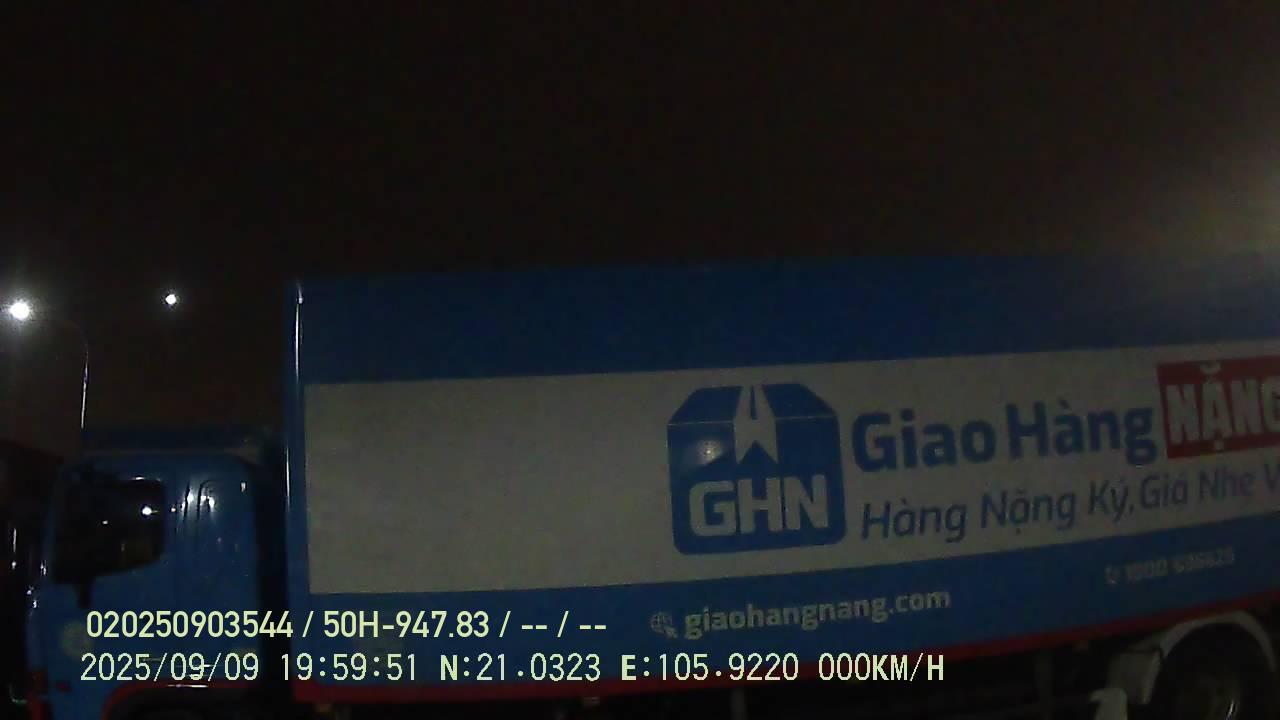 GHN
Giao Hàng NẶNG
Hàng Nặng Ký, Giá Nhẹ
giaohangnang.com
020250903544 / 50H-947.83 / -- / --
2025/09/09 19:59:51 N:21.0323 E:105.9220 000KM/H